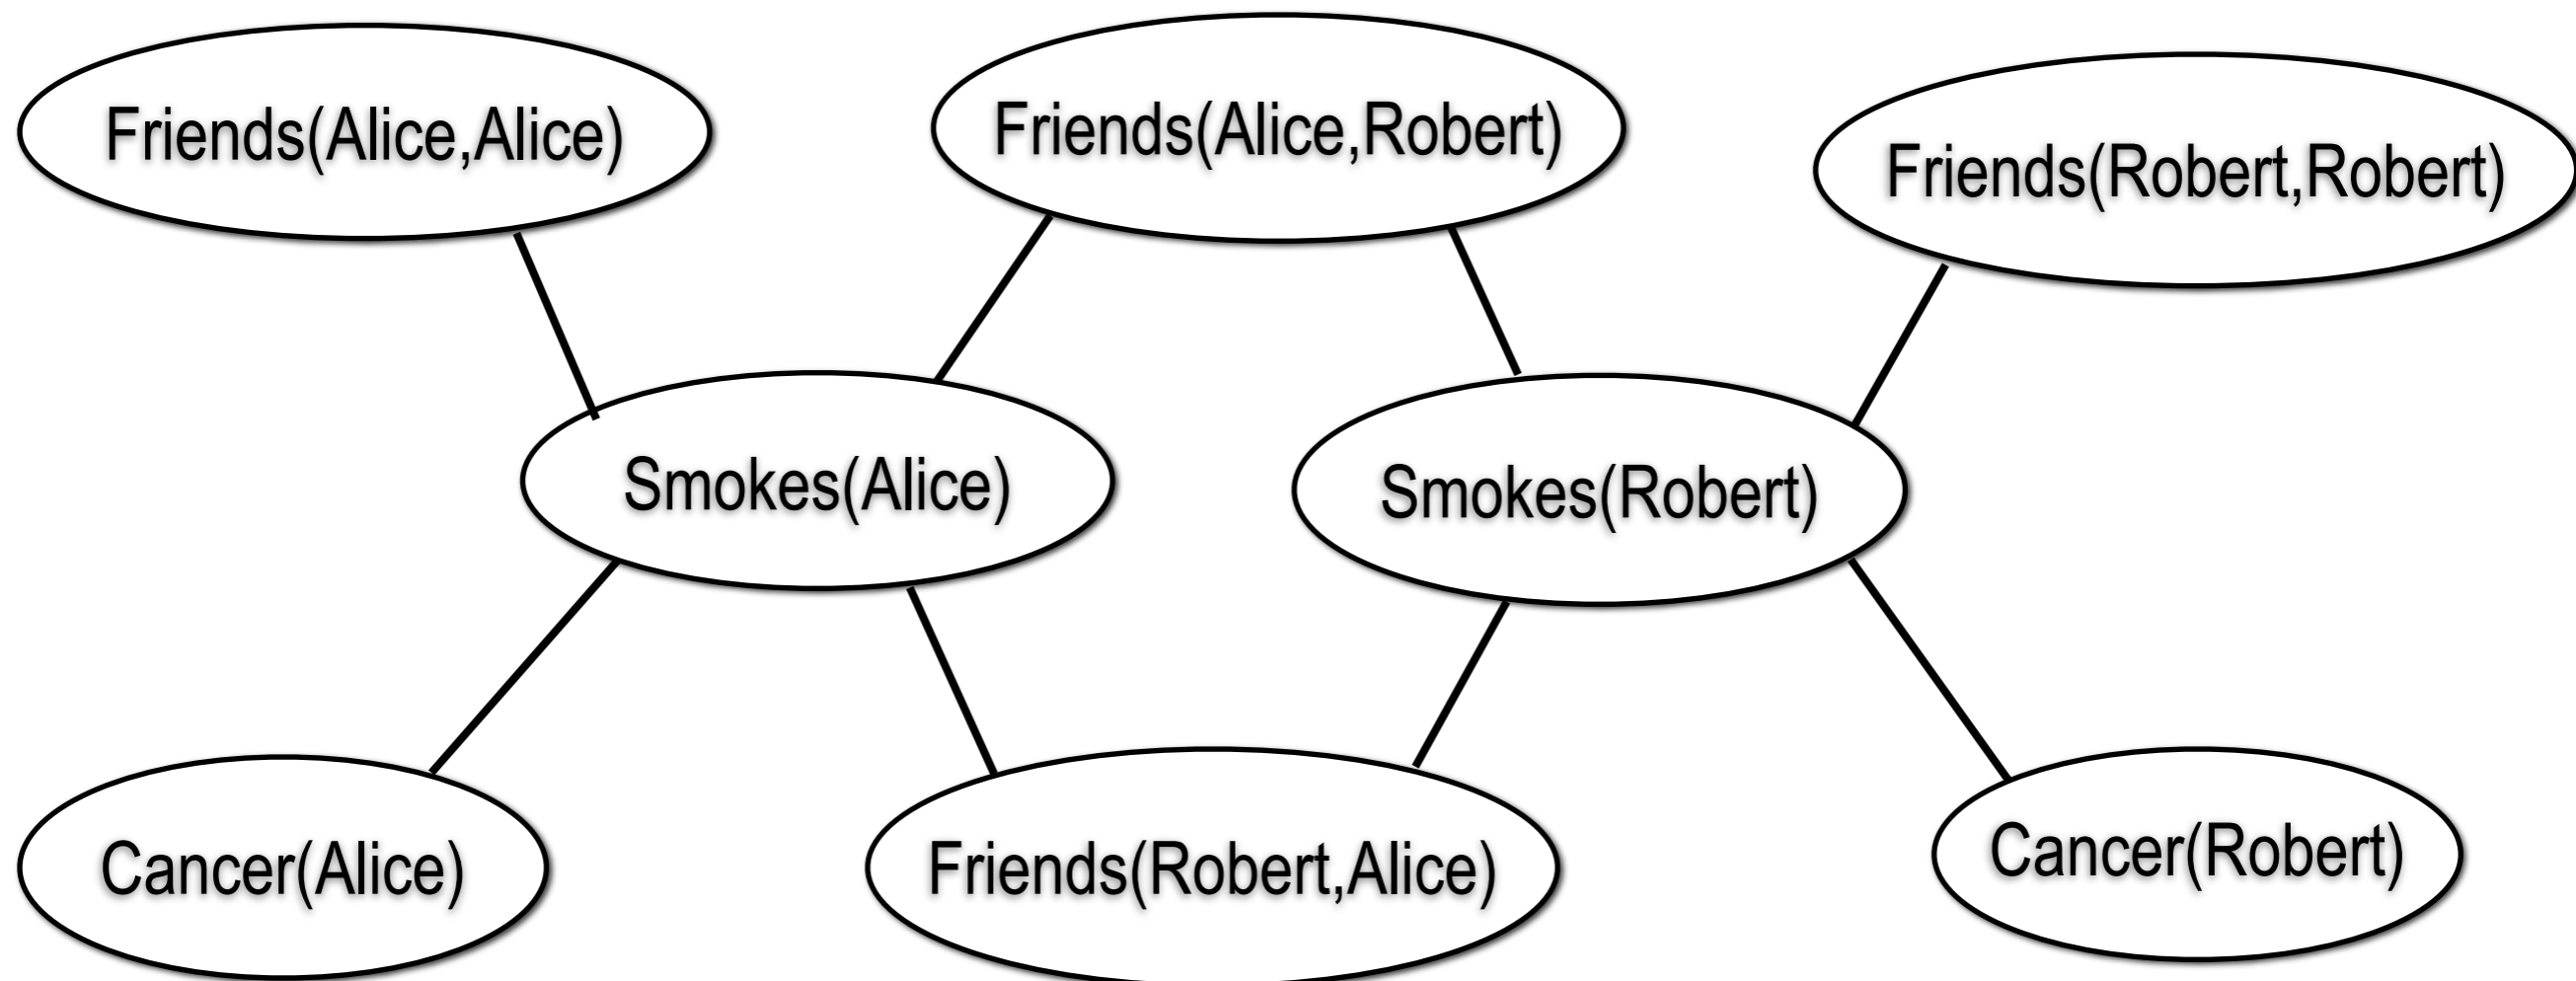 Friends(Alice,Alice)
Friends(Alice,Robert)
Friends(Robert,Robert)
Smokes(Alice)
Smokes(Robert)
Cancer(Alice)
Friends(Robert,Alice)
Cancer(Robert)